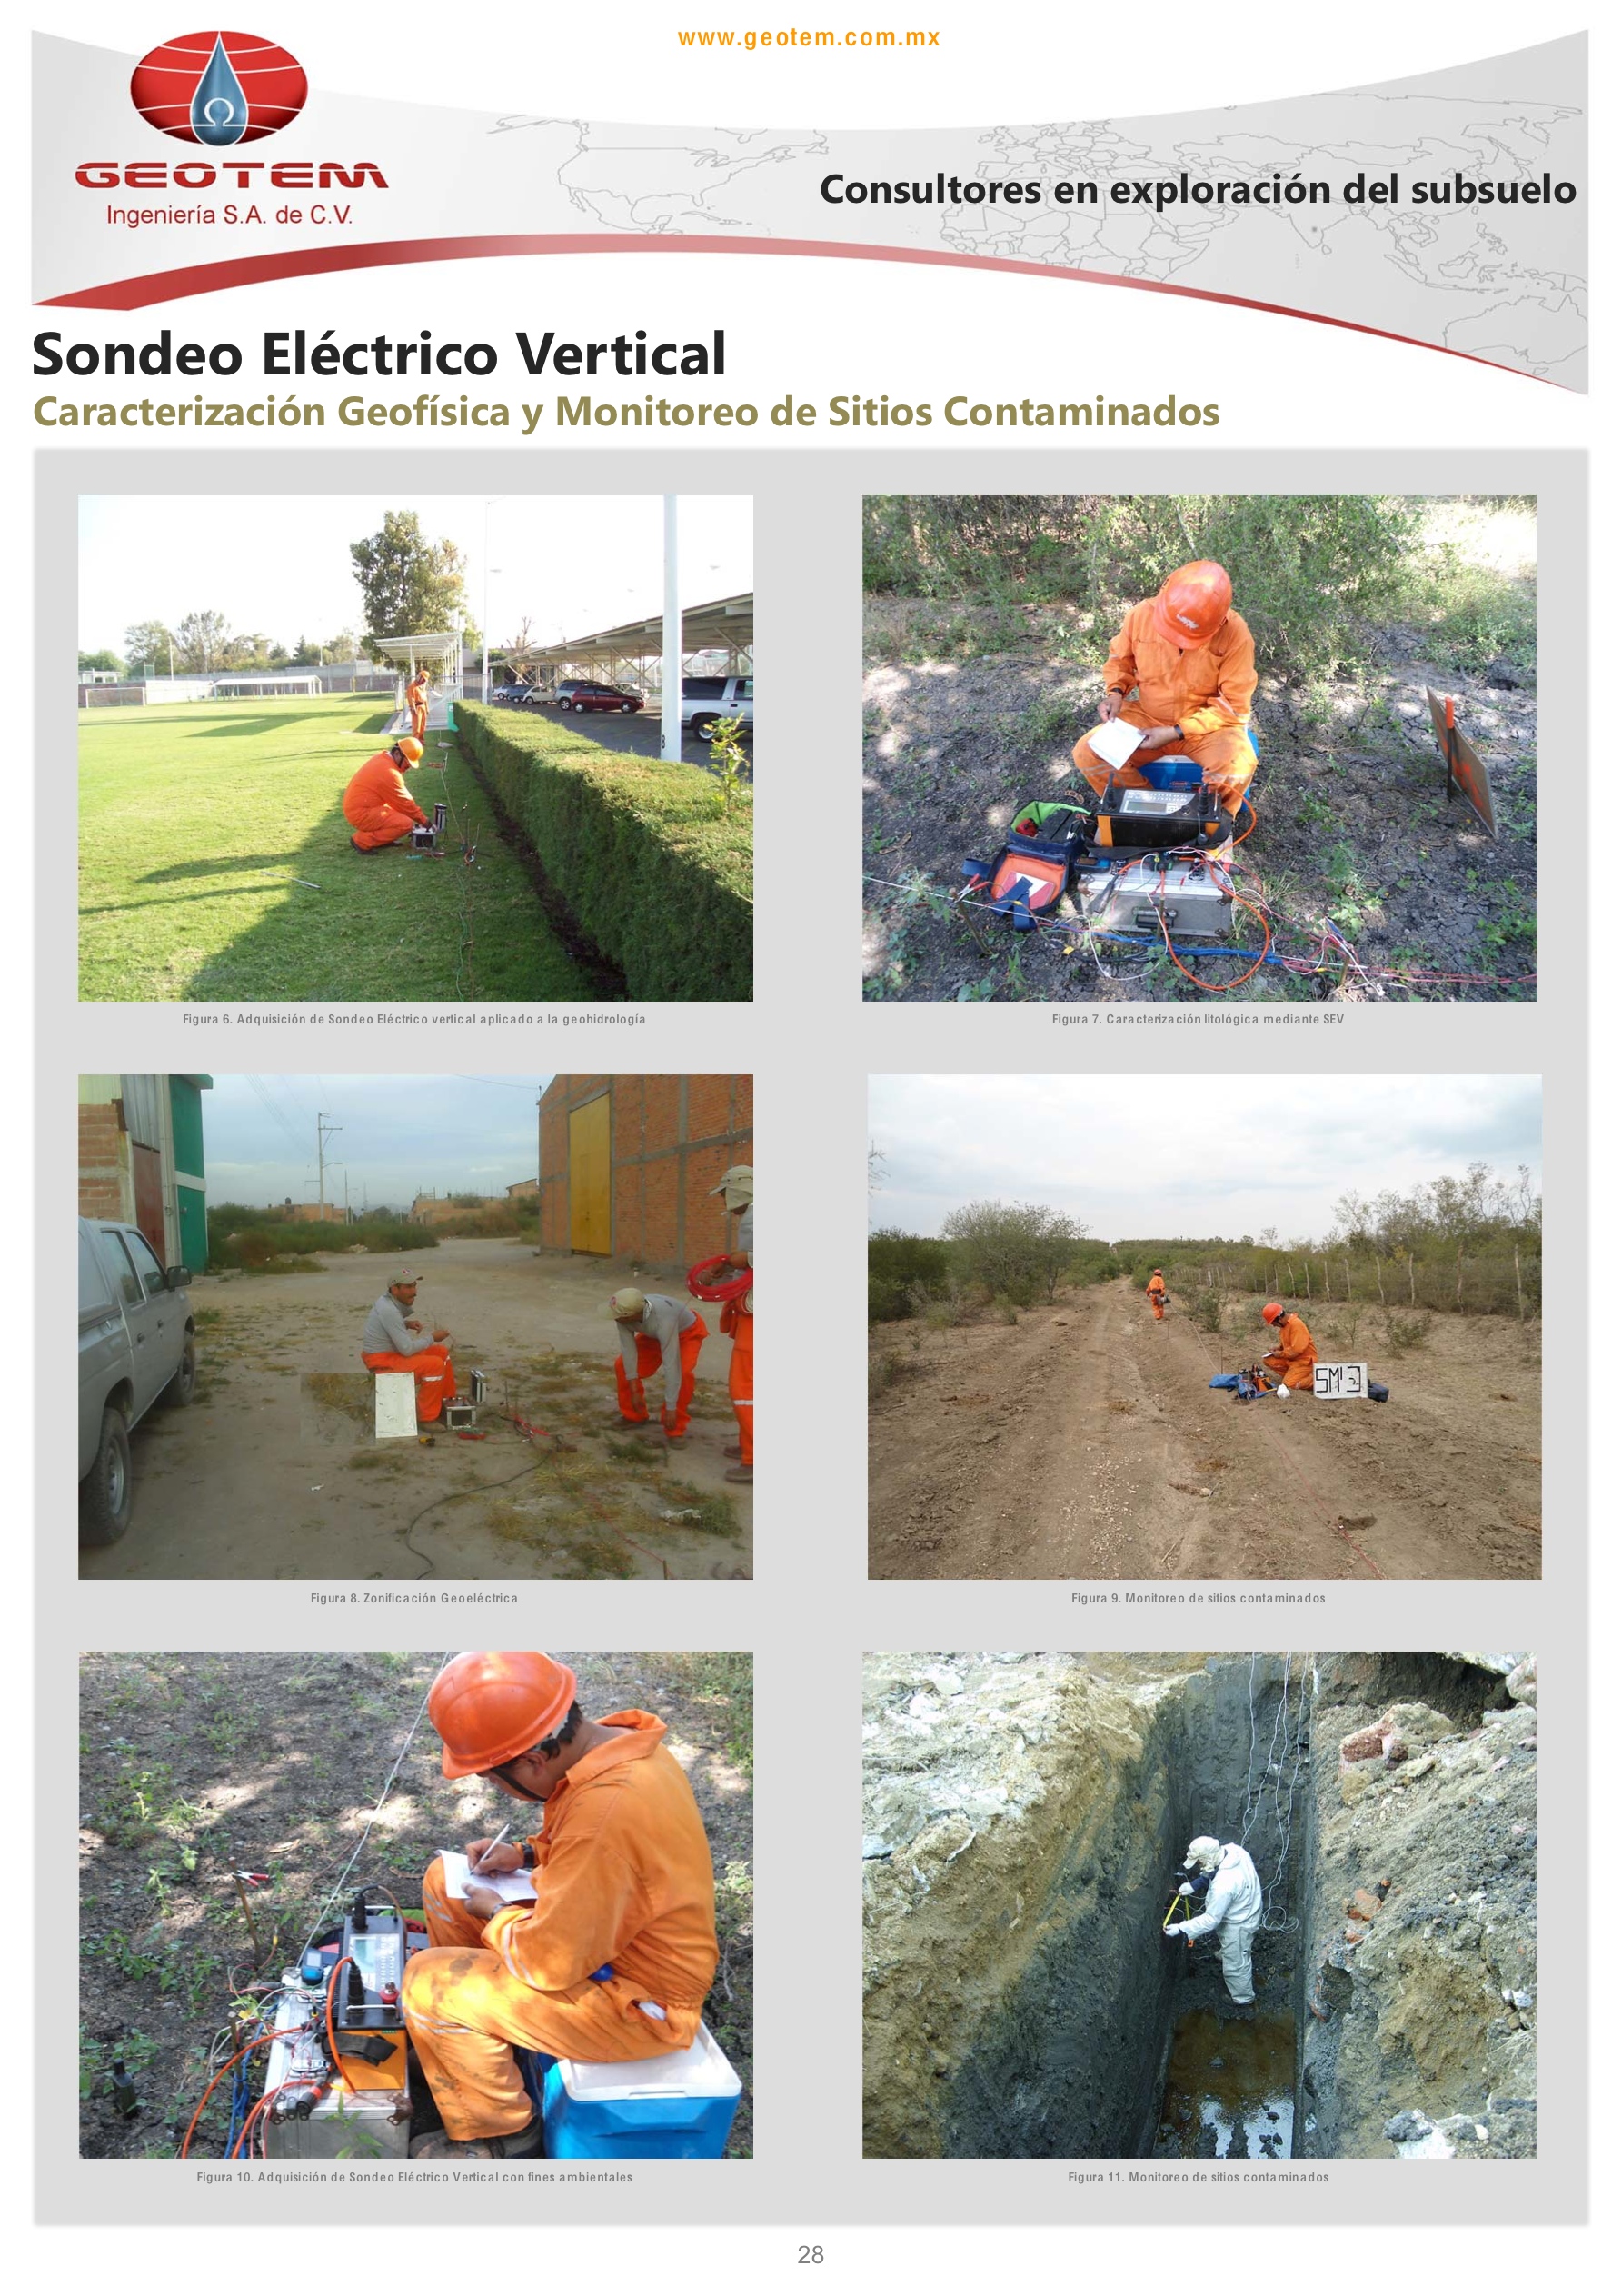 www.geotem.com.mx
Ω
GEOTEM
Ingeniería S.A. de C.V.
Consultores en exploración del subsuelo
Sondeo Eléctrico Vertical
Caracterización Geofísica y Monitoreo de Sitios Contaminados
Figura 6. Adquisición de Sondeo Eléctrico vertical aplicado a la geohidrología
Figura 7. Caracterización litológica mediante SEV
SM 3
Figura 8. Zonificación Geoeléctrica
Figura 9. Monitoreo de sitios contaminados
Figura 10. Adquisición de Sondeo Eléctrico Vertical con fines ambientales
Figura 11. Monitoreo de sitios contaminados
28